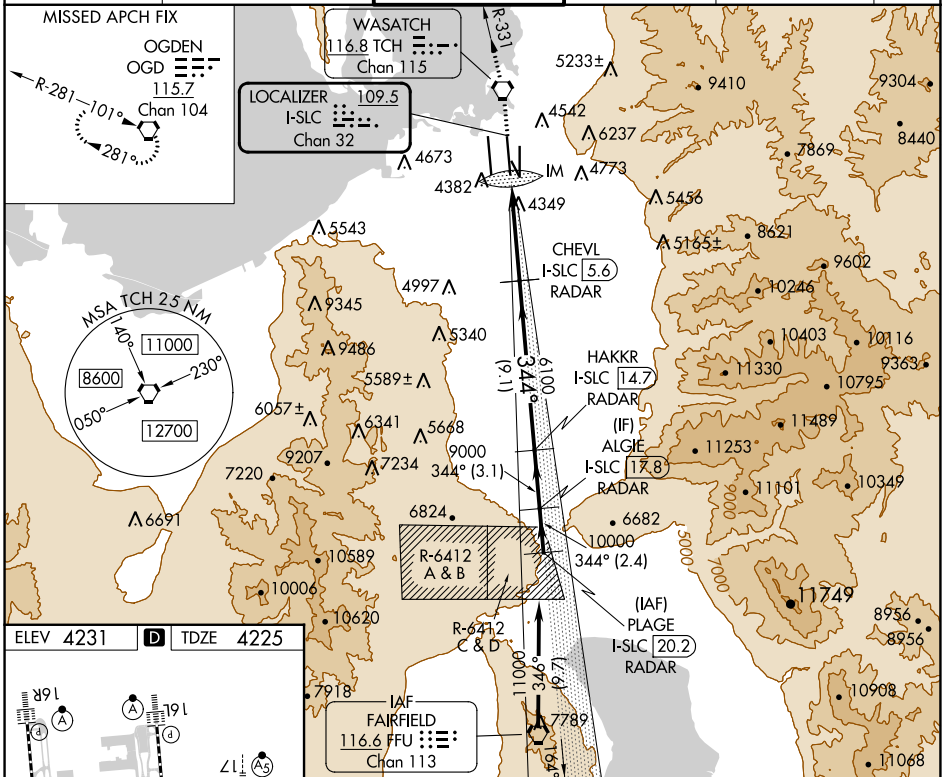 MISSED APCH FIX
OGDEN
OGD
115.7
Chan 104
R-281
101°
281°
WASATCH
116.8 TCH
Chan 115
R-331
LOCALIZER 109.5
I-SLC
Chan 32
5233±
9410
9304
4542
6237
8440
7869
4673
4773
IM
4382
4349
5456
5543
5165±
8621
CHEVL
I-SLC 5.6
RADAR
9602
4997
10246
MSA TCH 25 NM
140°
11000
8600
230°
050°
12700
9345
5340
9486
10403
10116
HAKKR
I-SLC 14.7
RADAR
9363
11330
10795
5589±
344°
6100
(9.1)
6057±
6341
5668
(IF)
ALGIE
I-SLC 17.8
RADAR
11489
11253
9207
7234
7220
9000
344° (3.1)
10349
11101
9000
6691
6824
6682
5000
10000
344° (2.4)
R-6412
A & B
10589
10006
(IAF)
PLAGE
I-SLC 20.2
RADAR
11749
8956
8956
10620
R-6412
C & D
ELEV 4231
D
TDZE 4225
11000
346°
(9.7)
7918
10908
16R
A
P
A
16L
P
17
A5
IAF
FAIRFIELD
116.6 FFU
Chan 113
7789
164°
11068